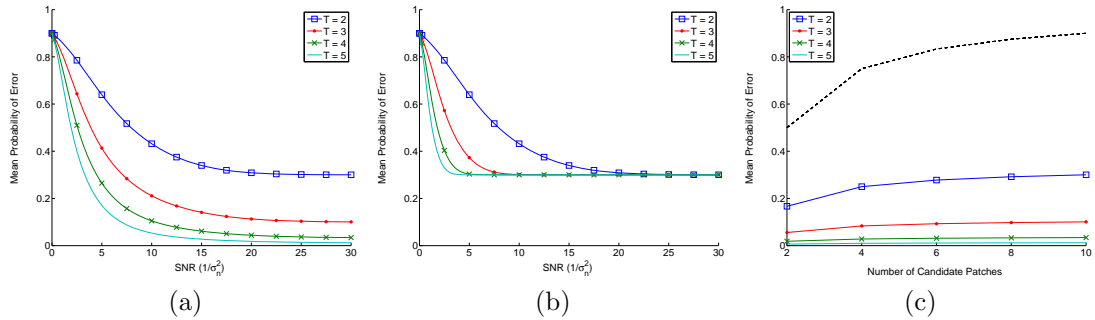 Mean Probability of Error
1
0.8
0.6
0.4
0.2
0
0 5 10 15 20 25 30
SNR (1/σ_n^2)
T = 2
T = 3
T = 4
T = 5
(a)
Mean Probability of Error
1
0.8
0.6
0.4
0.2
0
0 5 10 15 20 25 30
SNR (1/σ_n^2)
T = 2
T = 3
T = 4
T = 5
(b)
Mean Probability of Error
1
0.8
0.6
0.4
0.2
0
2 4 6 8 10
Number of Candidate Patches
T = 2
T = 3
T = 4
T = 5
(c)